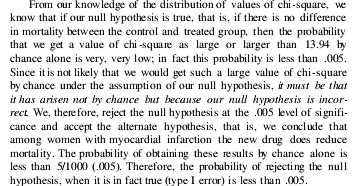 From our knowledge of the distribution of values of chi-square, we
know that if our null hypothesis is true, that is, if there is no difference
in mortality between the control and treated group, then the probability
that we get a value of chi-square as large or larger than 13.94 by
chance alone is very, very low; in fact this probability is less than .005.
Since it is not likely that we would get such a large value of chi-square
by chance under the assumption of our null hypothesis, it must be that
it has arisen not by chance but because our null hypothesis is incor-
rect. We, therefore, reject the null hypothesis at the .005 level of signifi-
cance and accept the alternate hypothesis, that is, we conclude that
among women with myocardial infarction the new drug does reduce
mortality. The probability of obtaining these results by chance alone is
less than 5/1000 (.005). Therefore, the probability of rejecting the null
hypothesis, when it is in fact true (type I error) is less than .005.